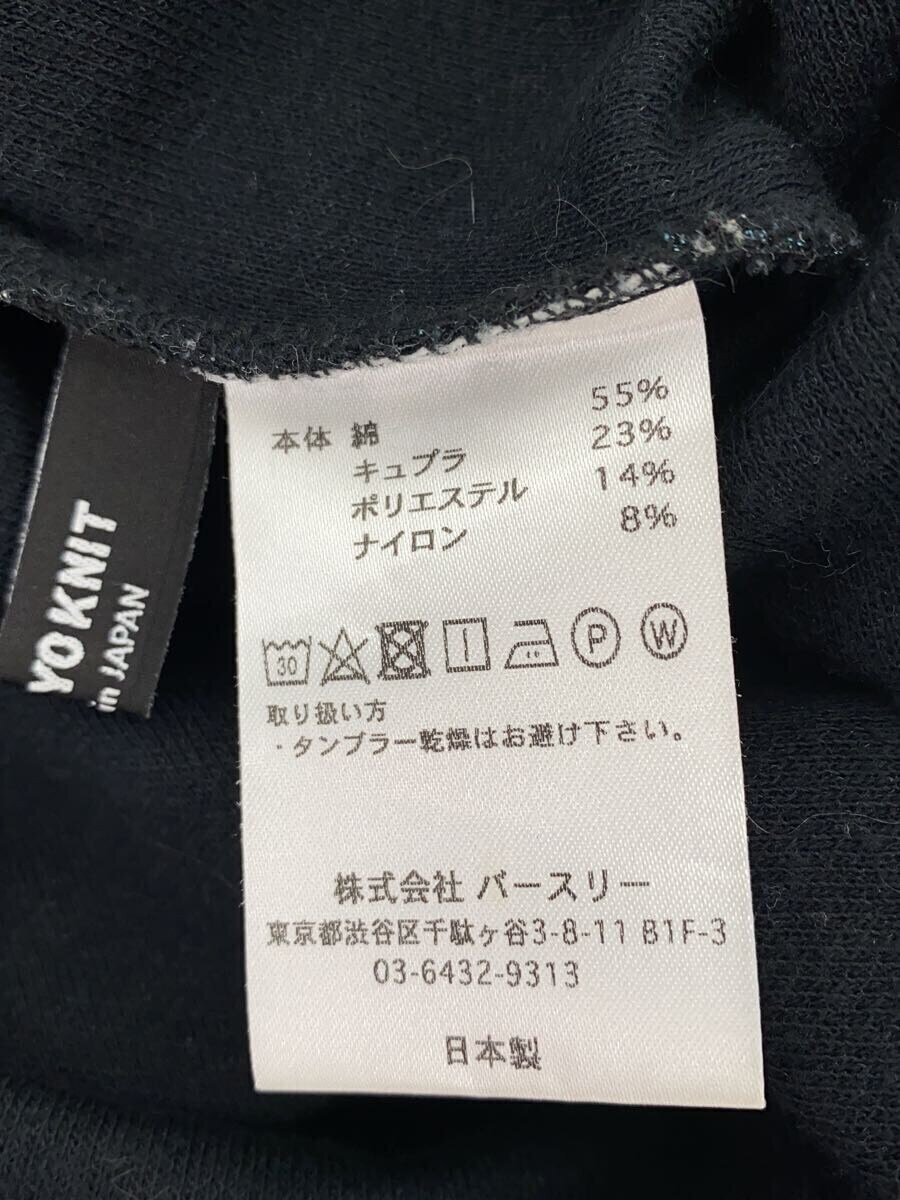 YO KNIT
in JAPAN
本体 綿 55%
キュプラ 23%
ポリエステル 14%
ナイロン 8%
30 P W
取り扱い方
・タンブラー乾燥はお避け下さい。
株式会社 バースリー
東京都渋谷区千駄ヶ谷3-8-11 B1F-3
03-6432-9313
日本製